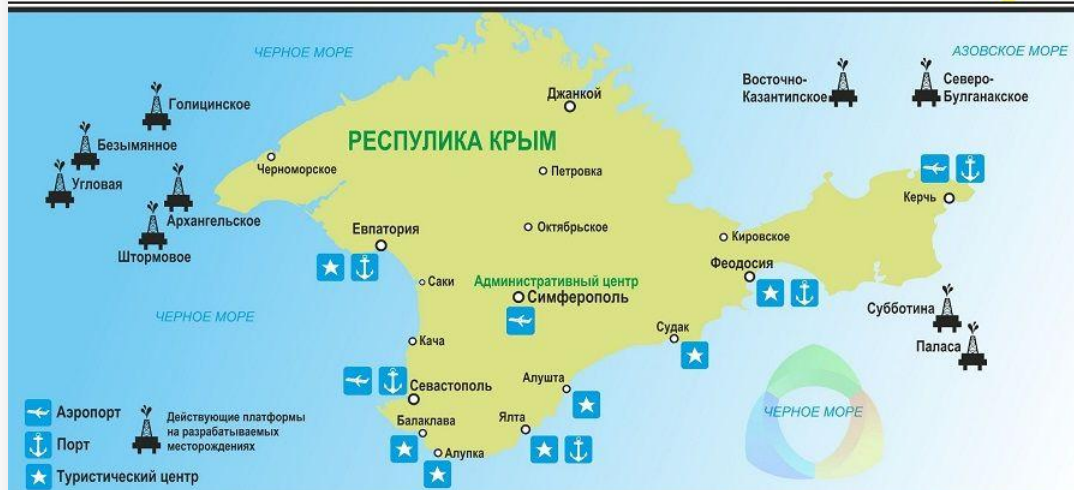 ЧЕРНОЕ МОРЕ
АЗОВСКОЕ МОРЕ
Голицинское
Безымянное
Угловая
Архангельское
Штормовое
Восточно-
Казантипское
Северо-
Булганакское
Джанкой
РЕСПУЛИКА КРЫМ
Черноморское
Петровка
Керчь
Октябрьское
Евпатория
Кировское
Феодосия
Саки
Административный центр
Симферополь
Субботина
Паласа
ЧЕРНОЕ МОРЕ
Кача
Судак
Севастополь
Алушта
Балаклава
Ялта
Алупка
ЧЕРНОЕ МОРЕ
Аэропорт
Порт
Туристический центр
Действующие платформы
на разрабатываемых
месторождениях